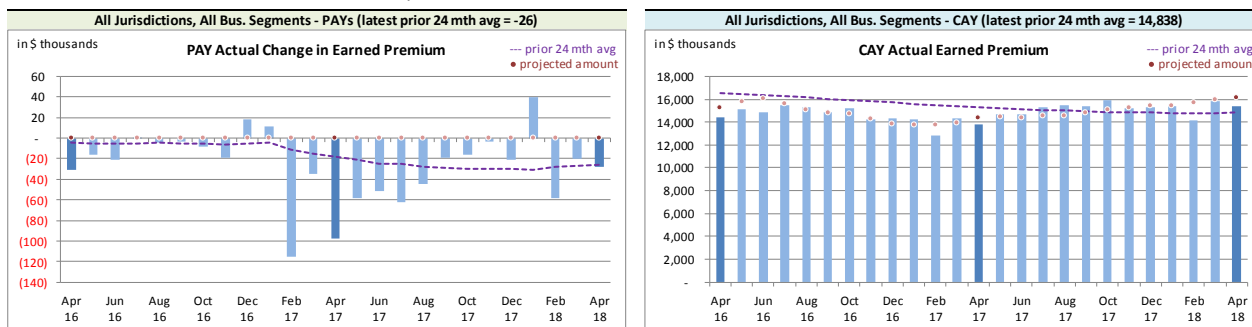 All Jurisdictions, All Bus. Segments - PAYs (latest prior 24 mth avg = -26)
in $ thousands
PAY Actual Change in Earned Premium
--- prior 24 mth avg
• projected amount
60
40
20
-
(20)
(40)
(60)
(80)
(100)
(120)
(140)
Apr 16
Jun 16
Aug 16
Oct 16
Dec 16
Feb 17
Apr 17
Jun 17
Aug 17
Oct 17
Dec 17
Feb 18
Apr 18
All Jurisdictions, All Bus. Segments - CAY (latest prior 24 mth avg = 14,838)
in $ thousands
CAY Actual Earned Premium
--- prior 24 mth avg
• projected amount
18,000
16,000
14,000
12,000
10,000
8,000
6,000
4,000
2,000
-
Apr 16
Jun 16
Aug 16
Oct 16
Dec 16
Feb 17
Apr 17
Jun 17
Aug 17
Oct 17
Dec 17
Feb 18
Apr 18